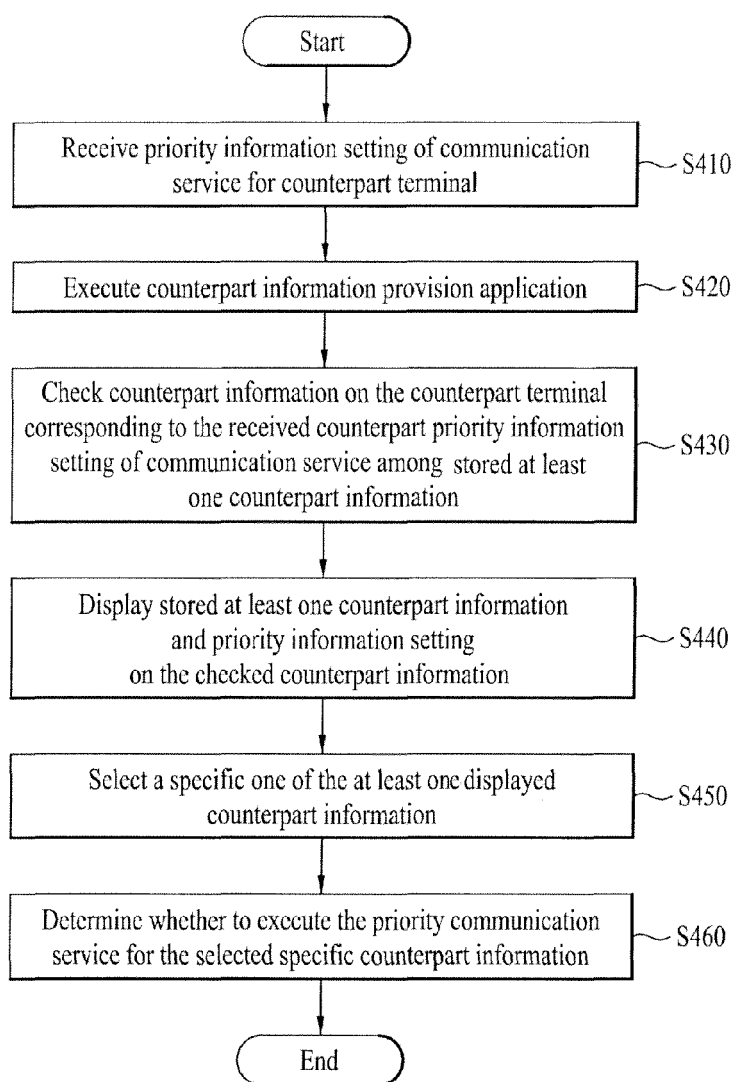 Start
Receive priority information setting of communication
service for counterpart terminal
S410
Execute counterpart information provision application
S420
Check counterpart information on the counterpart terminal
corresponding to the received counterpart priority information
setting of communication service among stored at least
one counterpart information
S430
Display stored at least one counterpart information
and priority information setting
on the checked counterpart information
S440
Select a specific one of the at least one displayed
counterpart information
S450
Determine whether to execute the priority communication
service for the selected specific counterpart information
S460
End